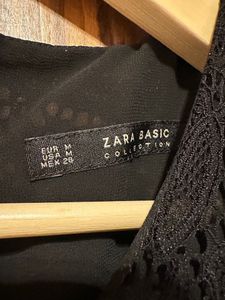 EUR M
USA M
MEX 28
ZARA BASIC
COLLECTION